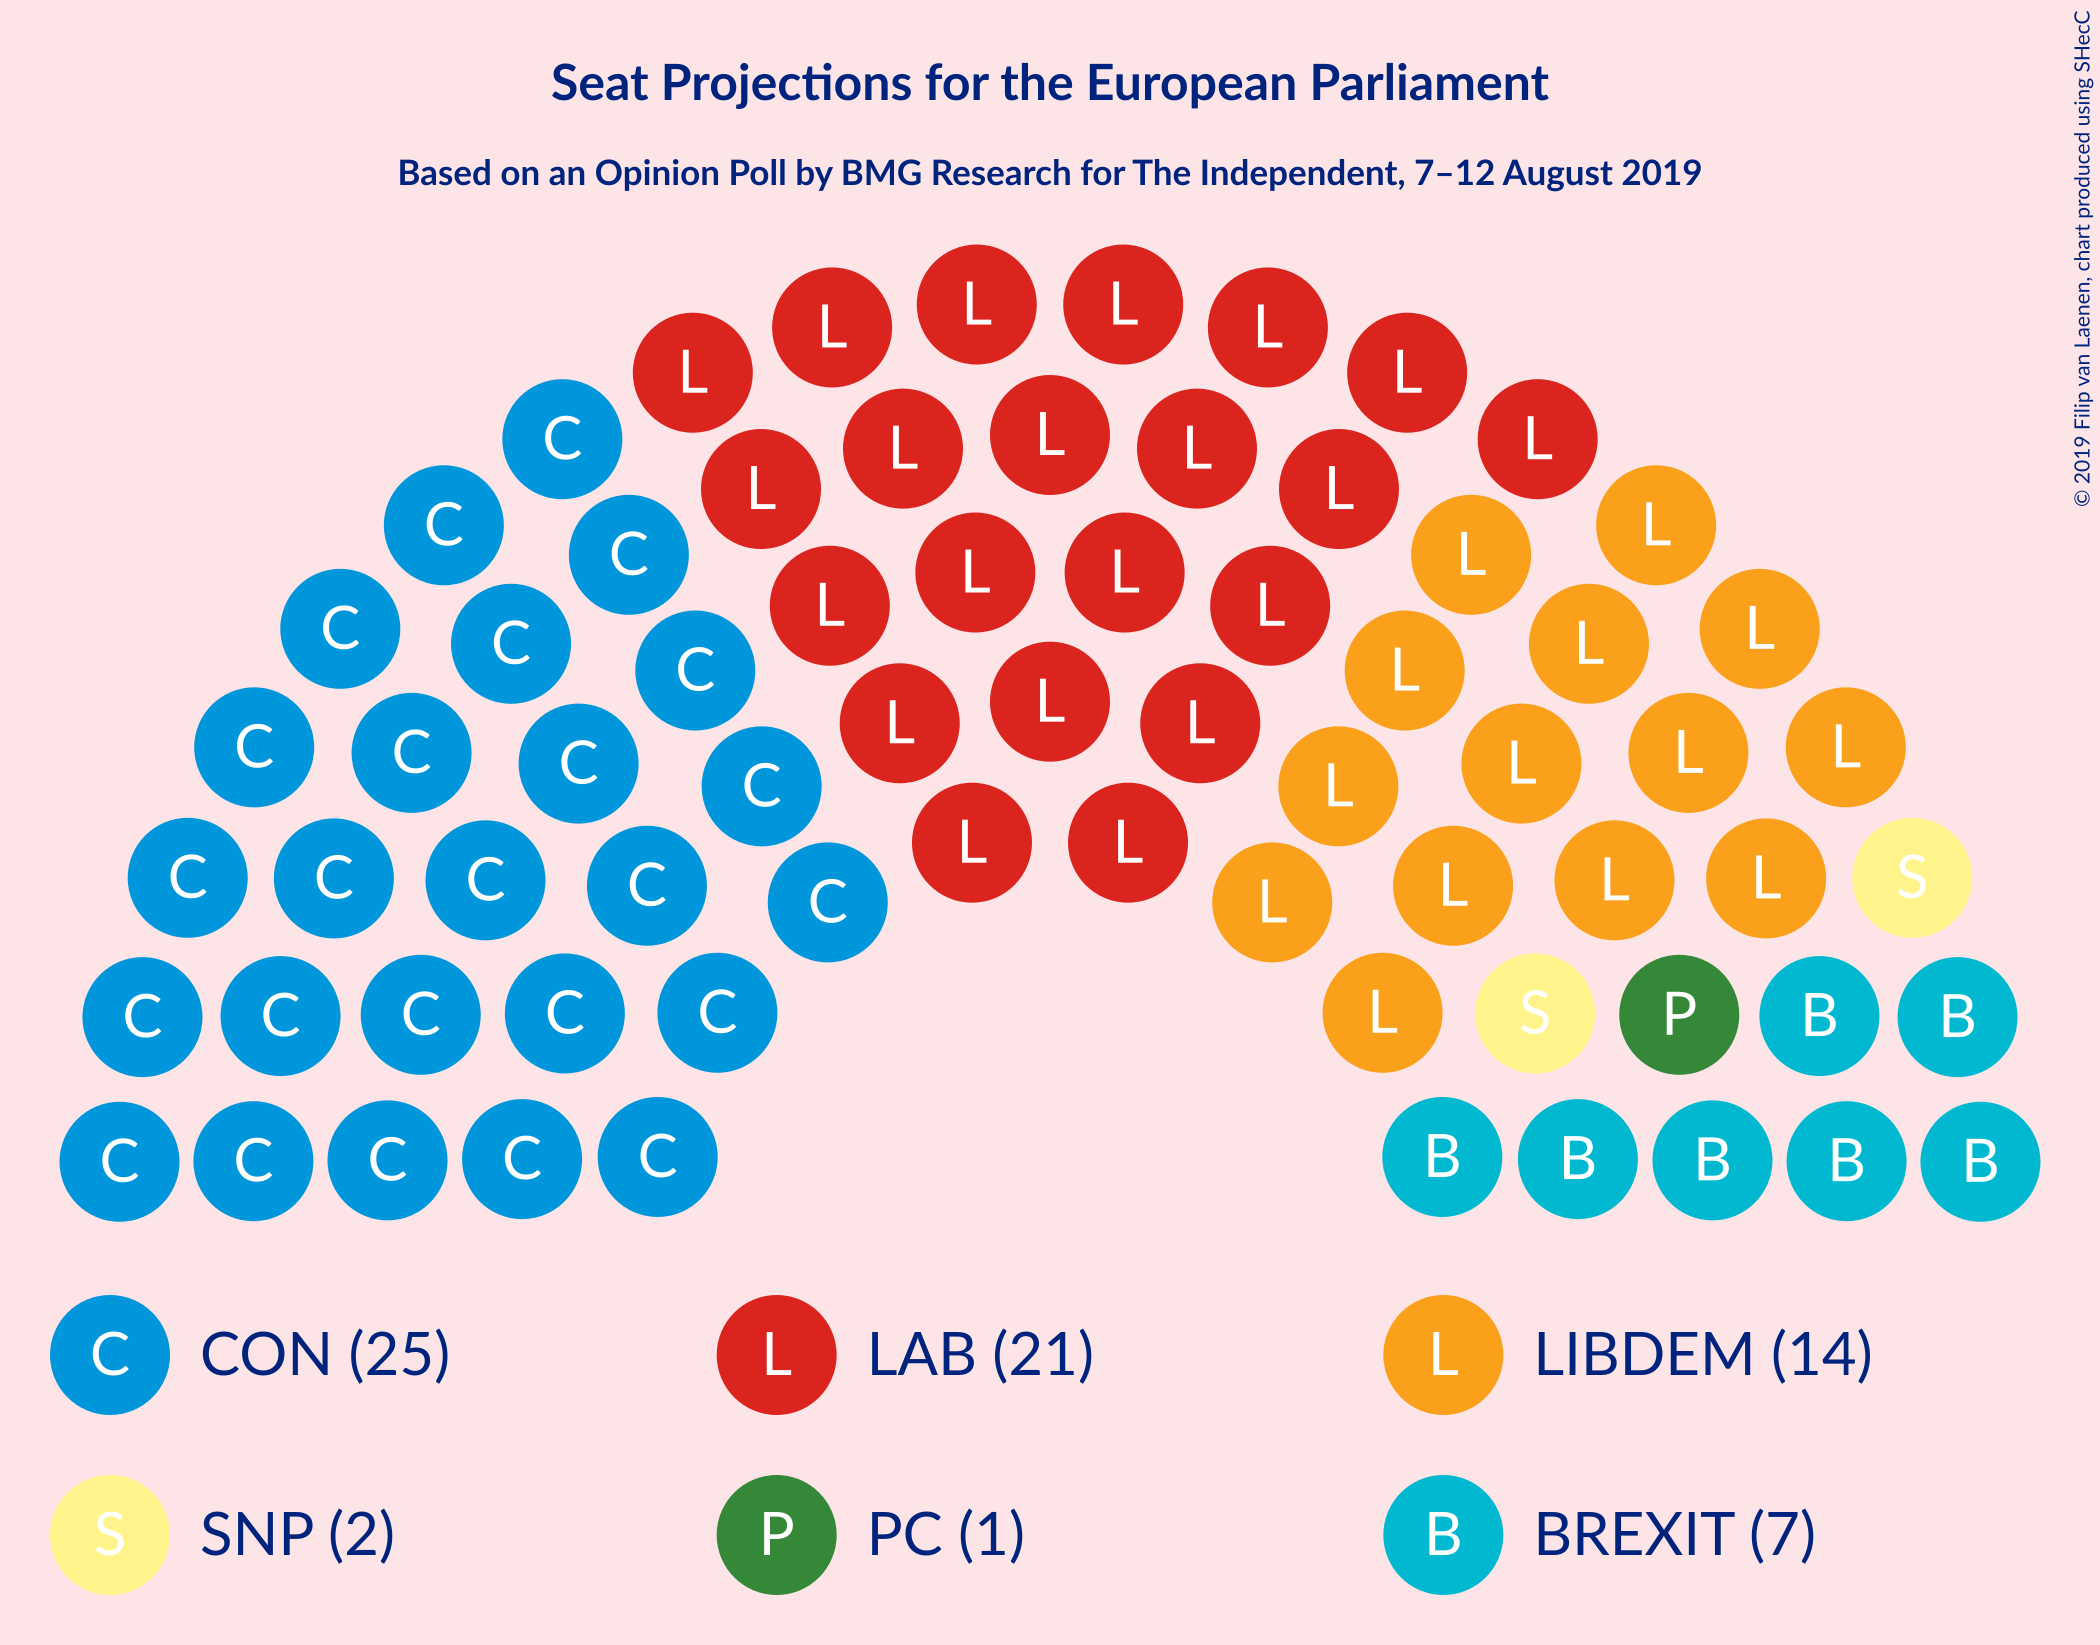 Seat Projections for the European Parliament
Based on an Opinion Poll by BMG Research for The Independent, 7–12 August 2019
© 2019 Filip van Laenen, chart produced using SHecC
L L
L L
L L
C L
L L L
L L
C L
C L
L L
L L
C L
C L
C L
L L L
C L
C L
C L
C L
L L
C C C C L L L S
C L
C C C C C L S P B B
C C C C C B B B B B
C CON (25) L LAB (21) L LIBDEM (14)
S SNP (2) P PC (1) B BREXIT (7)